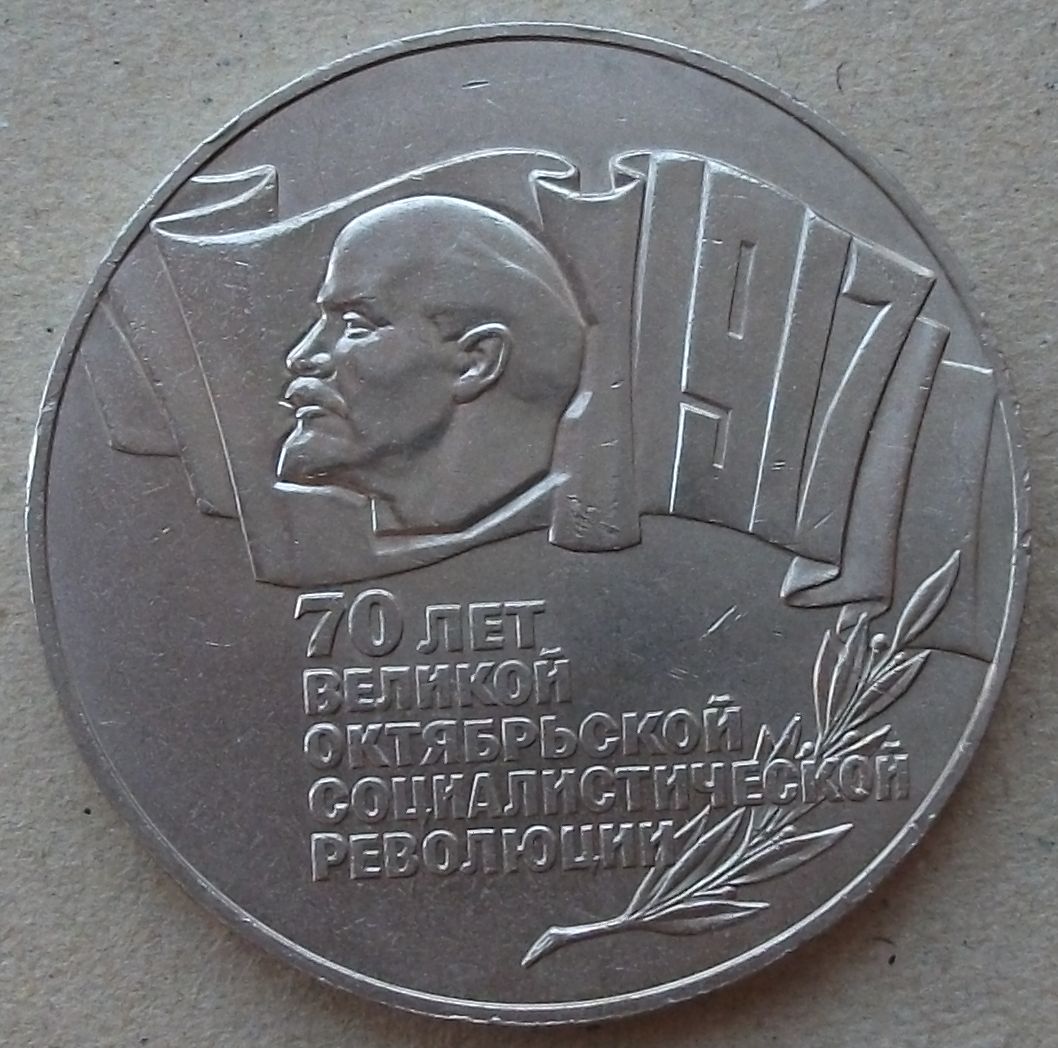 1917
70 ЛЕТ
ВЕЛИКОЙ
ОКТЯБРЬСКОЙ
СОЦИАЛИСТИЧЕСКОЙ
РЕВОЛЮЦИИ